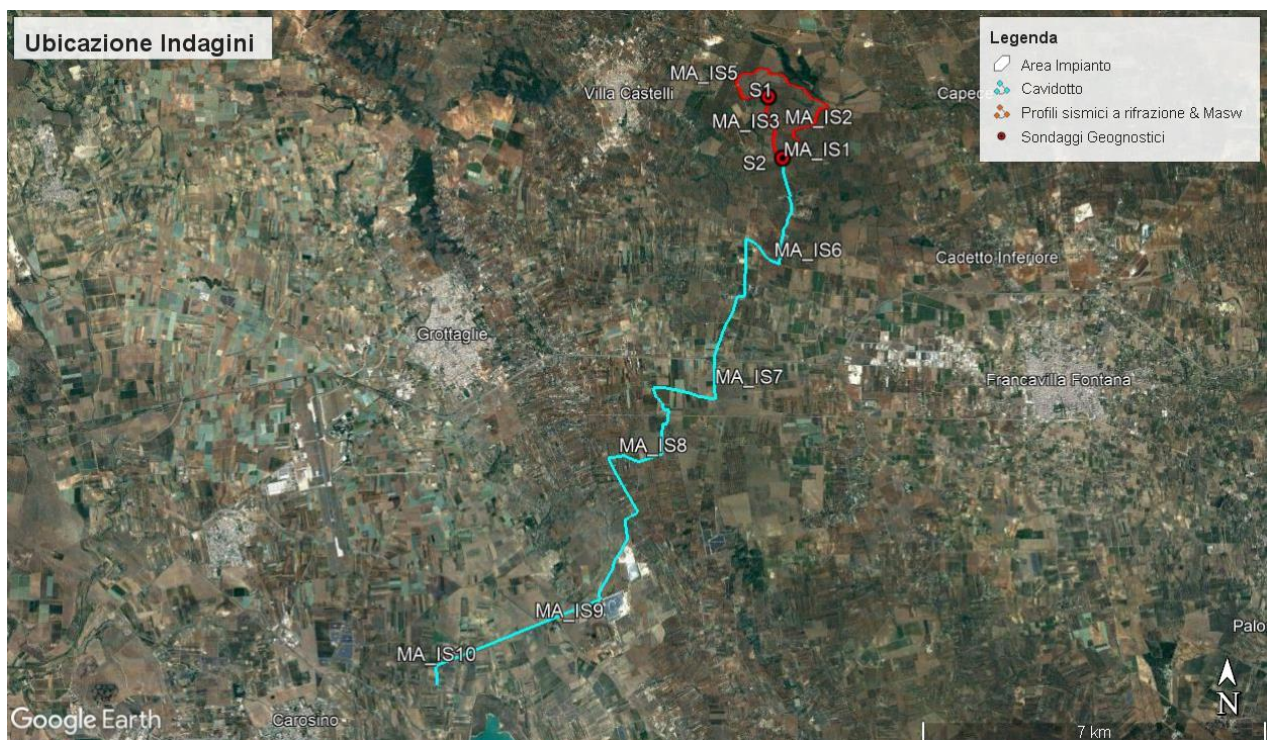 Ubicazione Indagini
Legenda
Area Impianto
Cavidotto
Profili sismici a rifrazione & Masw
Sondaggi Geognostici
MA_IS5
Villa Castelli
S1
Capece
MA_IS3
MA_IS2
MA_IS1
S2
MA_IS6
Cadetto Inferiore
Grottaglie
MA_IS7
Francavilla Fontana
MA_IS8
MA_IS9
Palo
MA_IS10
N
Google Earth
Carosino
7 km